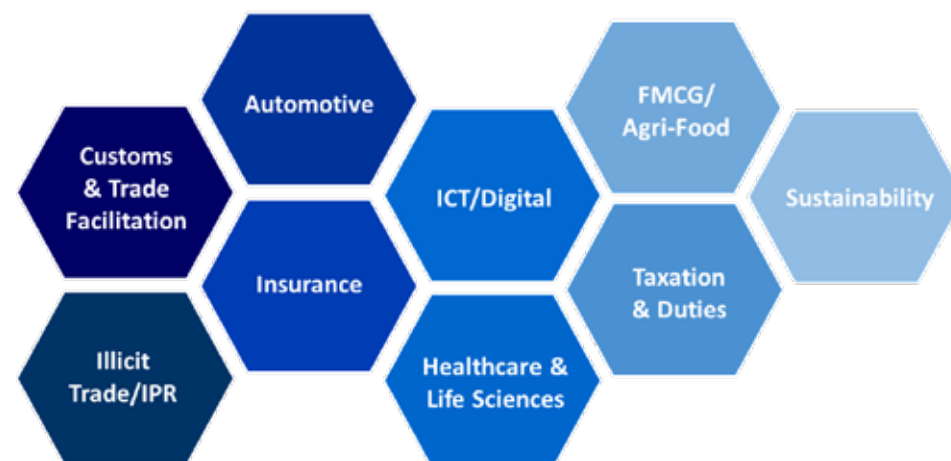 Customs
& Trade
Facilitation
Illicit
Trade/IPR
Automotive
Insurance
ICT/Digital
Healthcare &
Life Sciences
FMCG/
Agri-Food
Taxation
& Duties
Sustainability